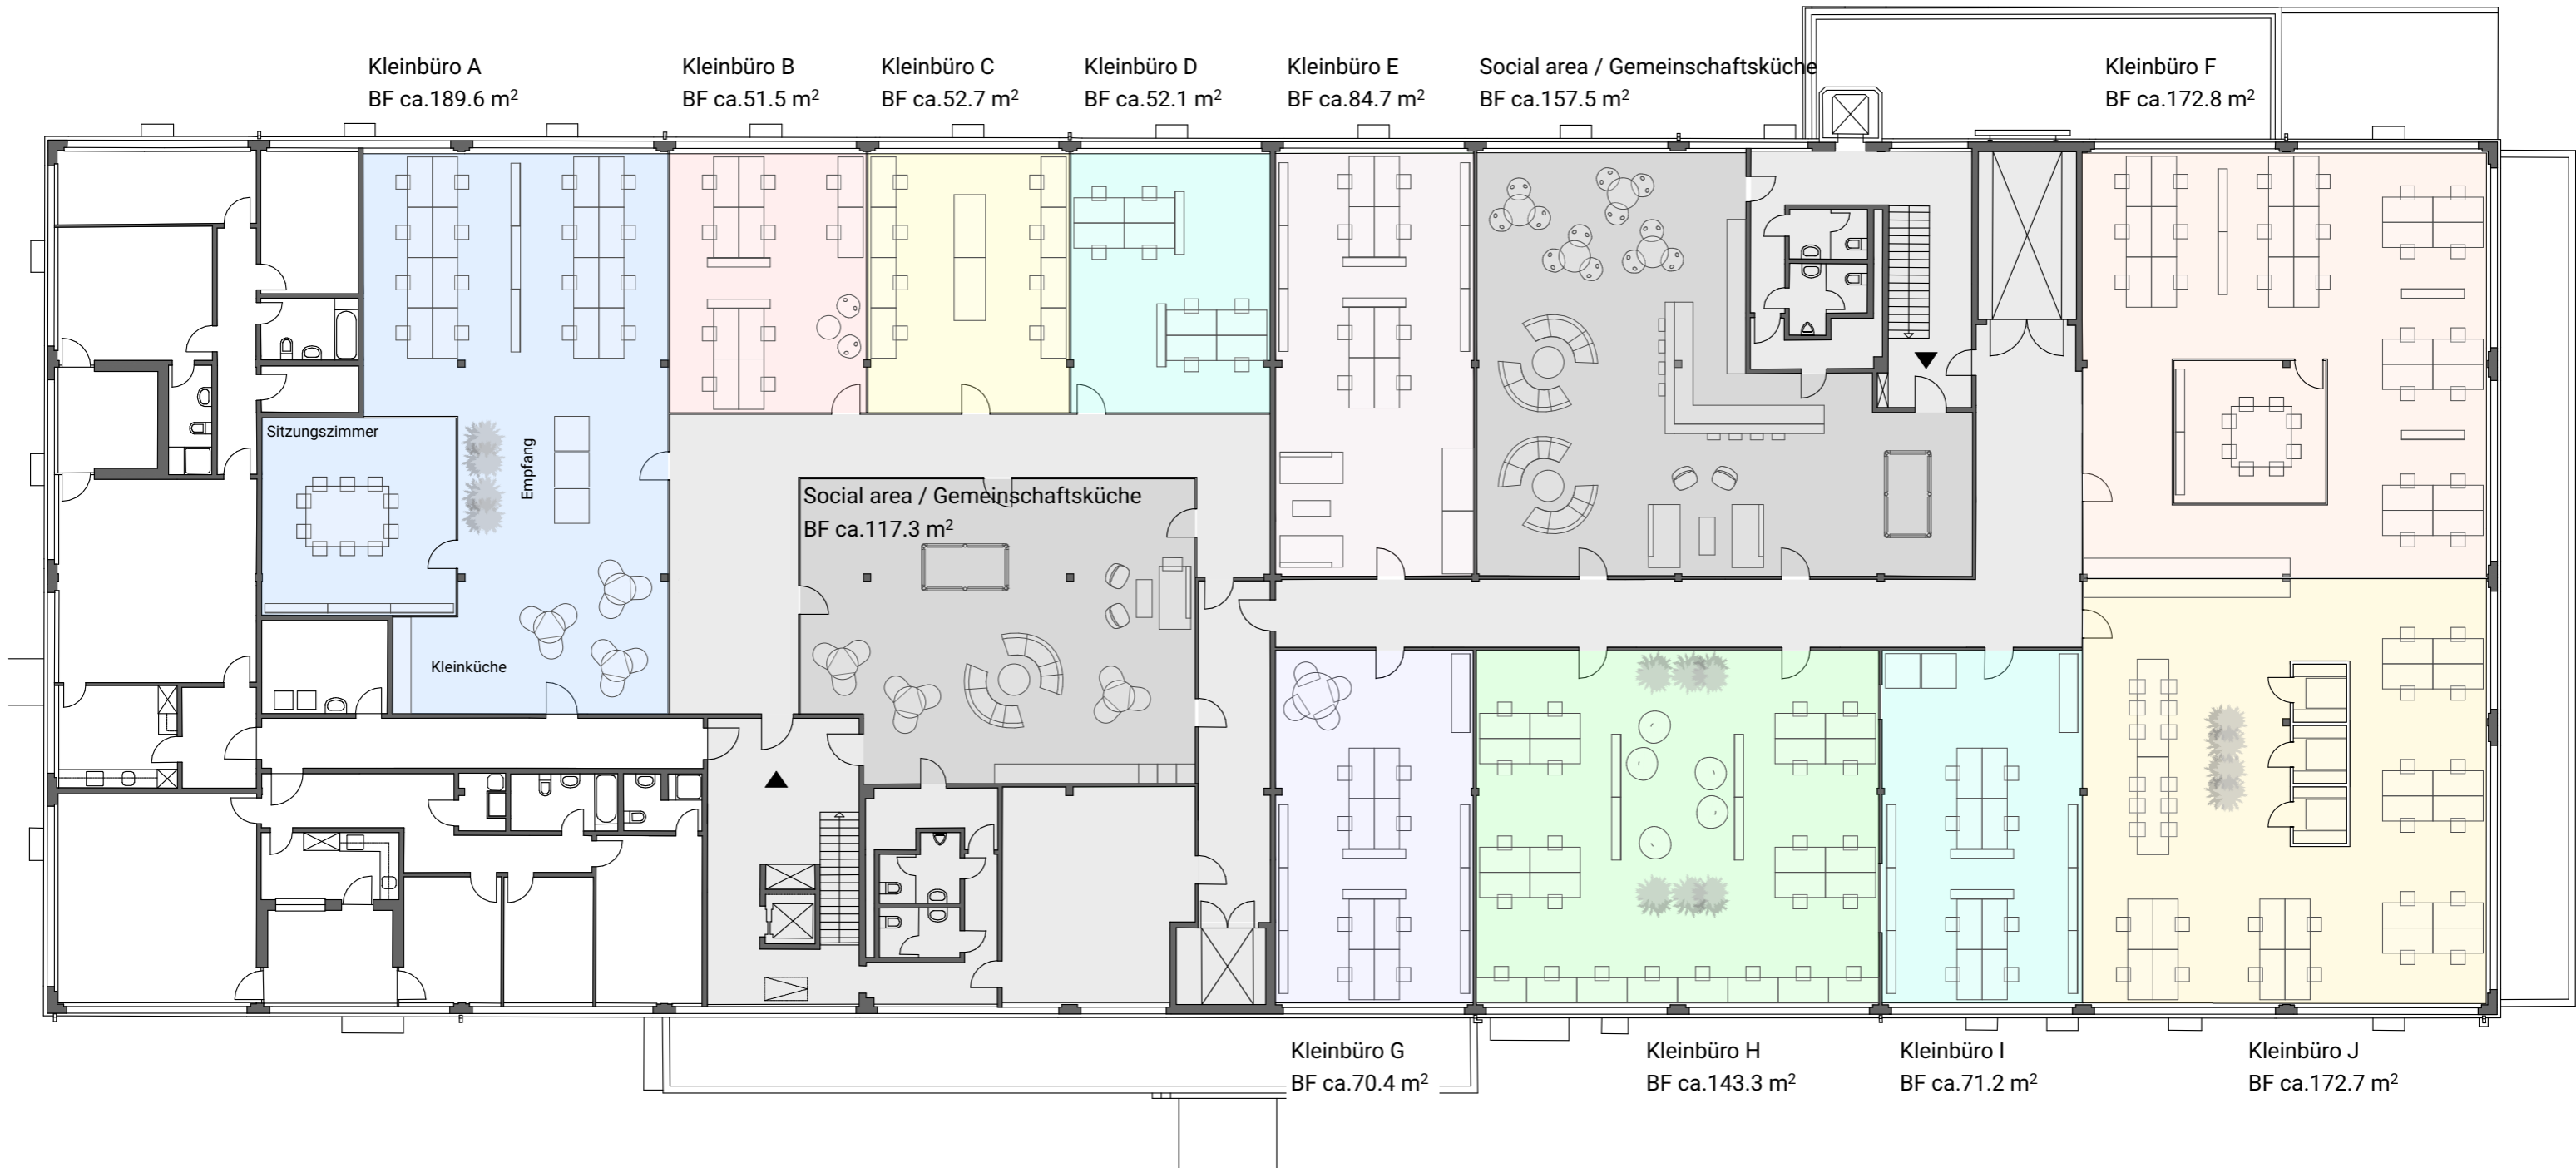 Kleinbüro A
BF ca.189.6 m²
Kleinbüro B
BF ca.51.5 m²
Kleinbüro C
BF ca.52.7 m²
Kleinbüro D
BF ca.52.1 m²
Kleinbüro E
BF ca.84.7 m²
Social area / Gemeinschaftsküche
BF ca.157.5 m²
Kleinbüro F
BF ca.172.8 m²
Sitzungszimmer
Empfang
Social area / Gemeinschaftsküche
BF ca.117.3 m²
Kleinküche
Kleinbüro G
BF ca.70.4 m²
Kleinbüro H
BF ca.143.3 m²
Kleinbüro I
BF ca.71.2 m²
Kleinbüro J
BF ca.172.7 m²